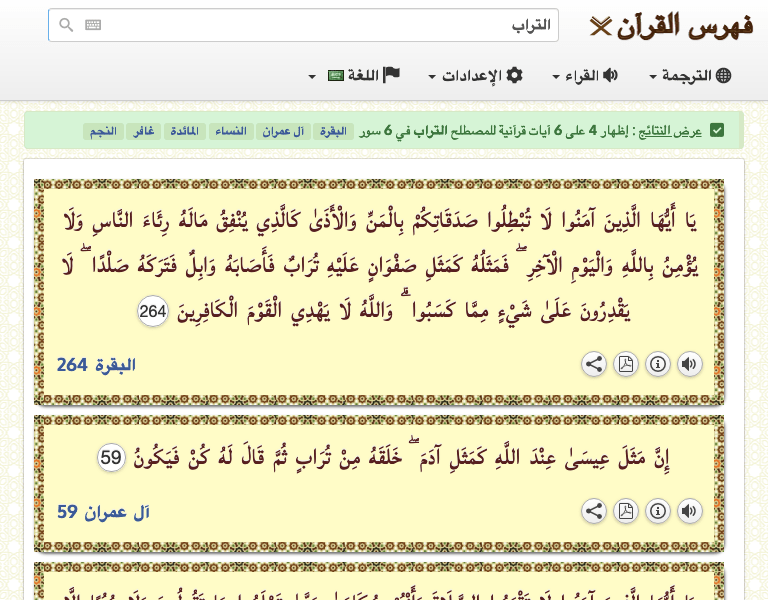 فهرس القرآن
التراب
الترجمة القراء الإعدادات اللغة
عرض النتائج : إظهار 4 على 6 آيات قرآنية للمصطلح التراب في 6 سور البقرة آل عمران النساء المائدة غافر النجم
يَا أَيُّهَا الَّذِينَ آمَنُوا لَا تُبْطِلُوا صَدَقَاتِكُمْ بِالْمَنِّ وَالْأَذَىٰ كَالَّذِي يُنْفِقُ مَالَهُ رِئَاءَ النَّاسِ وَلَا
يُؤْمِنُ بِاللَّهِ وَالْيَوْمِ الْآخِرِ ۖ فَمَثَلُهُ كَمَثَلِ صَفْوَانٍ عَلَيْهِ تُرَابٌ فَأَصَابَهُ وَابِلٌ فَتَرَكَهُ صَلْدًا ۖ لَا
يَقْدِرُونَ عَلَىٰ شَيْءٍ مِمَّا كَسَبُوا ۗ وَاللَّهُ لَا يَهْدِي الْقَوْمَ الْكَافِرِينَ 264
البقرة 264
إِنَّ مَثَلَ عِيسَىٰ عِنْدَ اللَّهِ كَمَثَلِ آدَمَ ۖ خَلَقَهُ مِنْ تُرَابٍ ثُمَّ قَالَ لَهُ كُنْ فَيَكُونُ 59
آل عمران 59